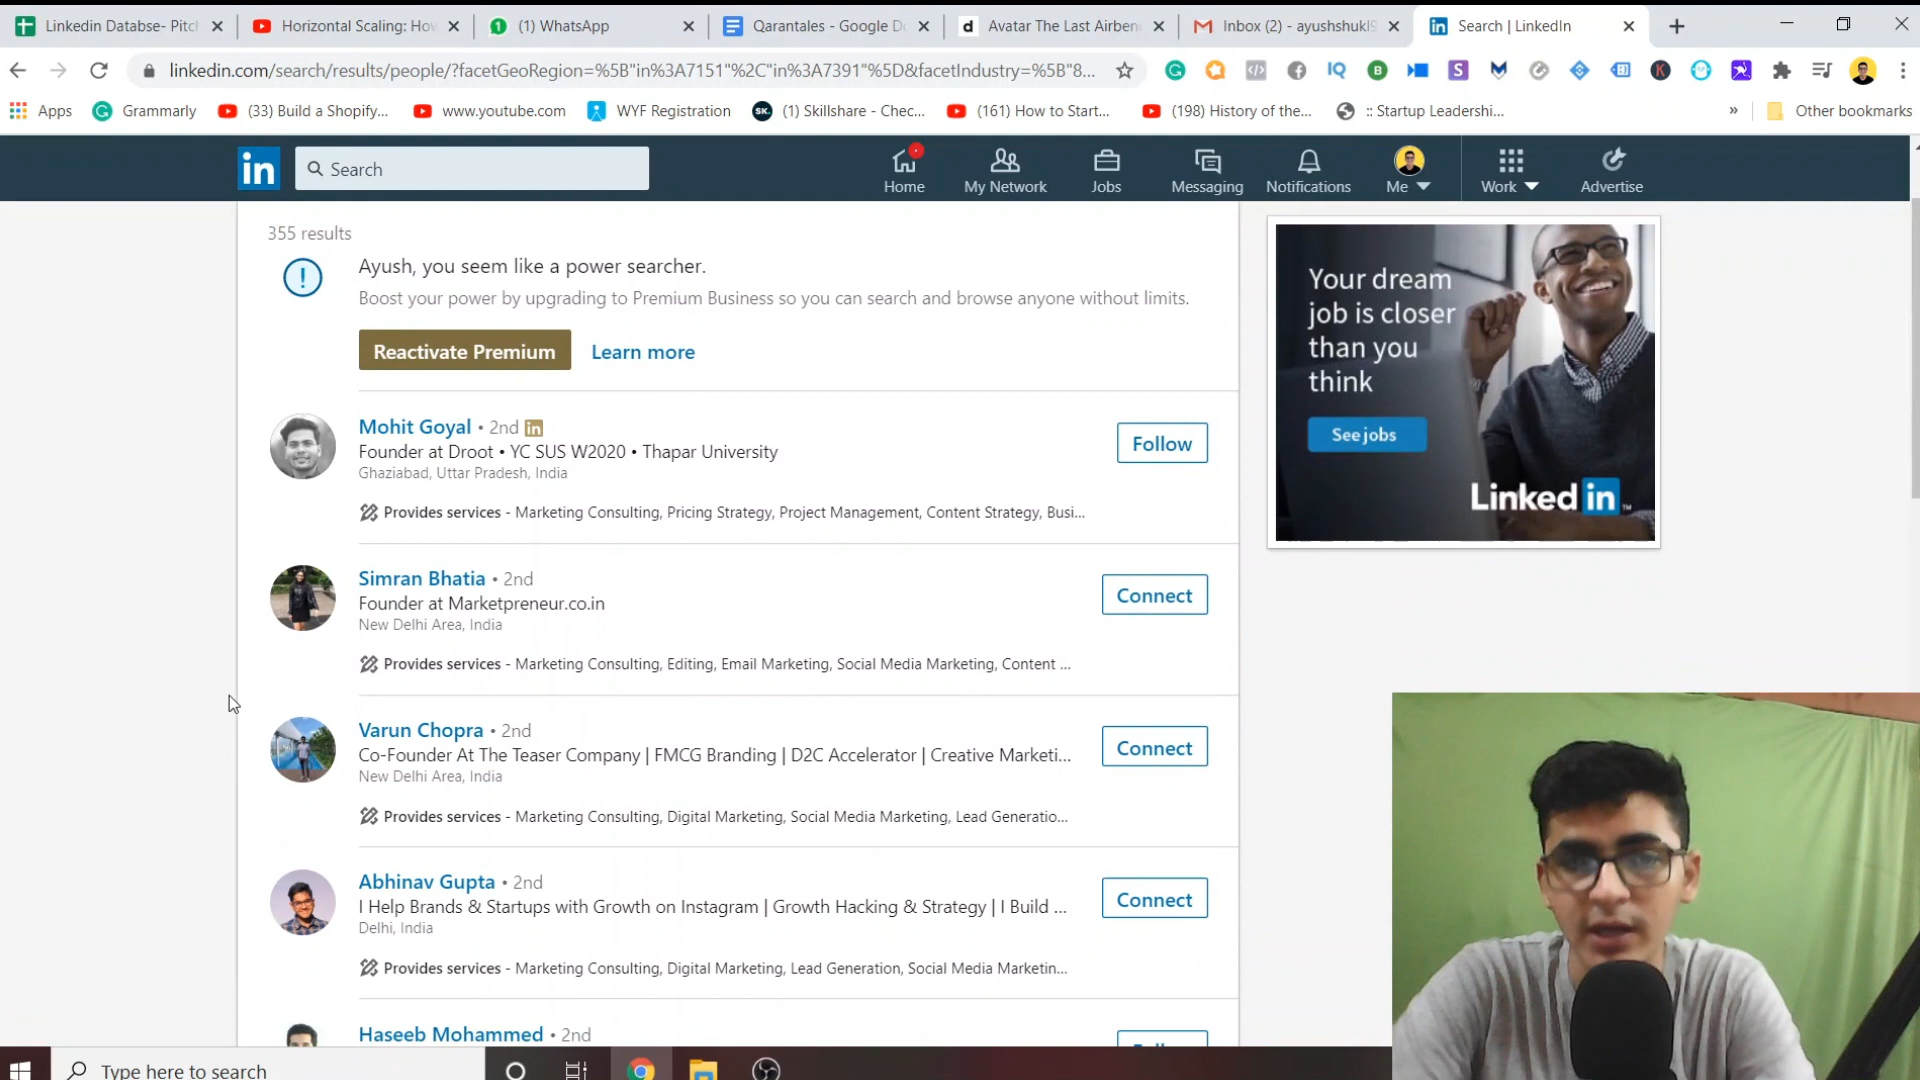 Linkedin Databse- Pitch
Horizontal Scaling: How
(1) WhatsApp
Qarantales - Google Do
Avatar The Last Airben
Inbox (2) - ayushshukl9
Search | LinkedIn
linkedin.com/search/results/people/?facetGeoRegion=%5B"in%3A7151"%2C"in%3A7391"%5D&facetIndustry=%5B"8...
Apps
Grammarly
(33) Build a Shopify...
www.youtube.com
WYF Registration
(1) Skillshare - Chec...
(161) How to Start...
(198) History of the...
:: Startup Leadershi...
»
Other bookmarks
in
Search
Home
My Network
Jobs
Messaging
Notifications
Me
Work
Advertise
355 results
Ayush, you seem like a power searcher.
Boost your power by upgrading to Premium Business so you can search and browse anyone without limits.
Reactivate Premium
Learn more
Mohit Goyal • 2nd in
Founder at Droot • YC SUS W2020 • Thapar University
Ghaziabad, Uttar Pradesh, India
Follow
Provides services - Marketing Consulting, Pricing Strategy, Project Management, Content Strategy, Busi...
Simran Bhatia • 2nd
Founder at Marketpreneur.co.in
New Delhi Area, India
Connect
Provides services - Marketing Consulting, Editing, Email Marketing, Social Media Marketing, Content ...
Varun Chopra • 2nd
Co-Founder At The Teaser Company | FMCG Branding | D2C Accelerator | Creative Marketi...
New Delhi Area, India
Connect
Provides services - Marketing Consulting, Digital Marketing, Social Media Marketing, Lead Generatio...
Abhinav Gupta • 2nd
I Help Brands & Startups with Growth on Instagram | Growth Hacking & Strategy | I Build ...
Delhi, India
Connect
Provides services - Marketing Consulting, Digital Marketing, Lead Generation, Social Media Marketin...
Haseeb Mohammed • 2nd
Your dream
job is closer
than you
think
See jobs
Linked in
Type here to search